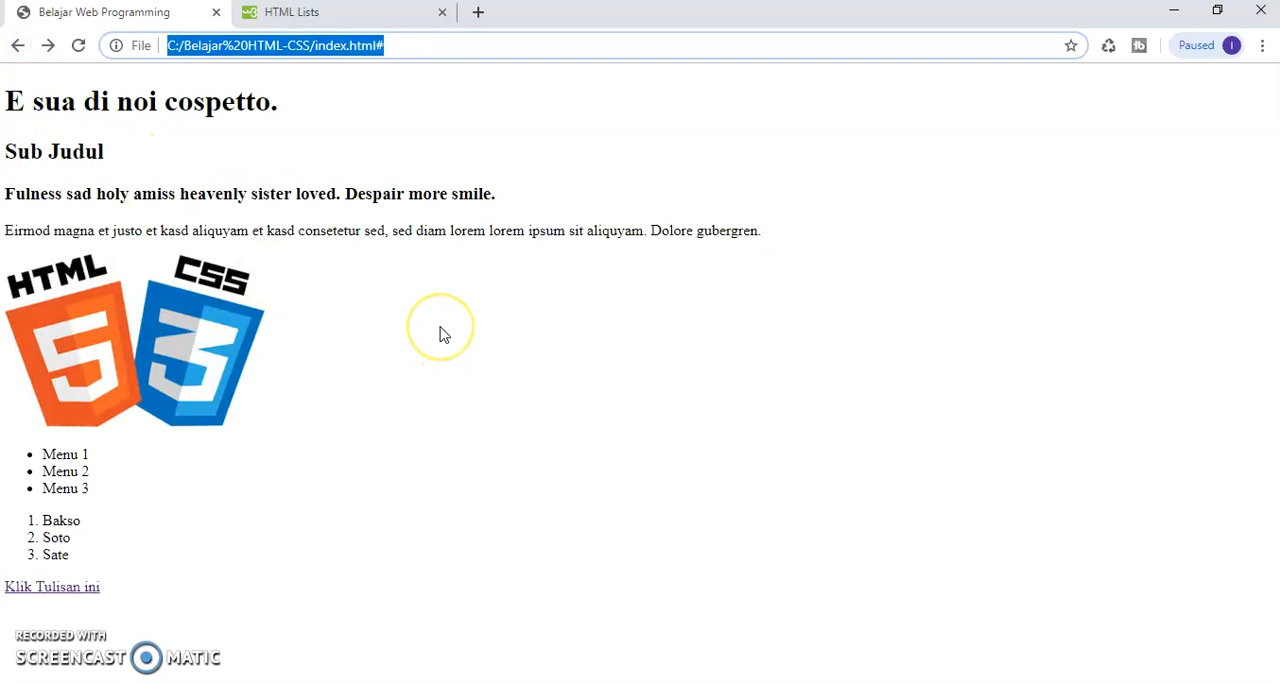 Belajar Web Programming
HTML Lists
File
C:/Belajar%20HTML-CSS/index.html#
Paused
I
E sua di noi cospetto.
Sub Judul
Fulness sad holy amiss heavenly sister loved. Despair more smile.
Eirmod magna et justo et kasd aliquyam et kasd consetetur sed, sed diam lorem lorem ipsum sit aliquyam. Dolore gubergren.
HTML CSS
5 3
• Menu 1
• Menu 2
• Menu 3
1. Bakso
2. Soto
3. Sate
Klik Tulisan ini
RECORDED WITH
SCREENCAST MATIC